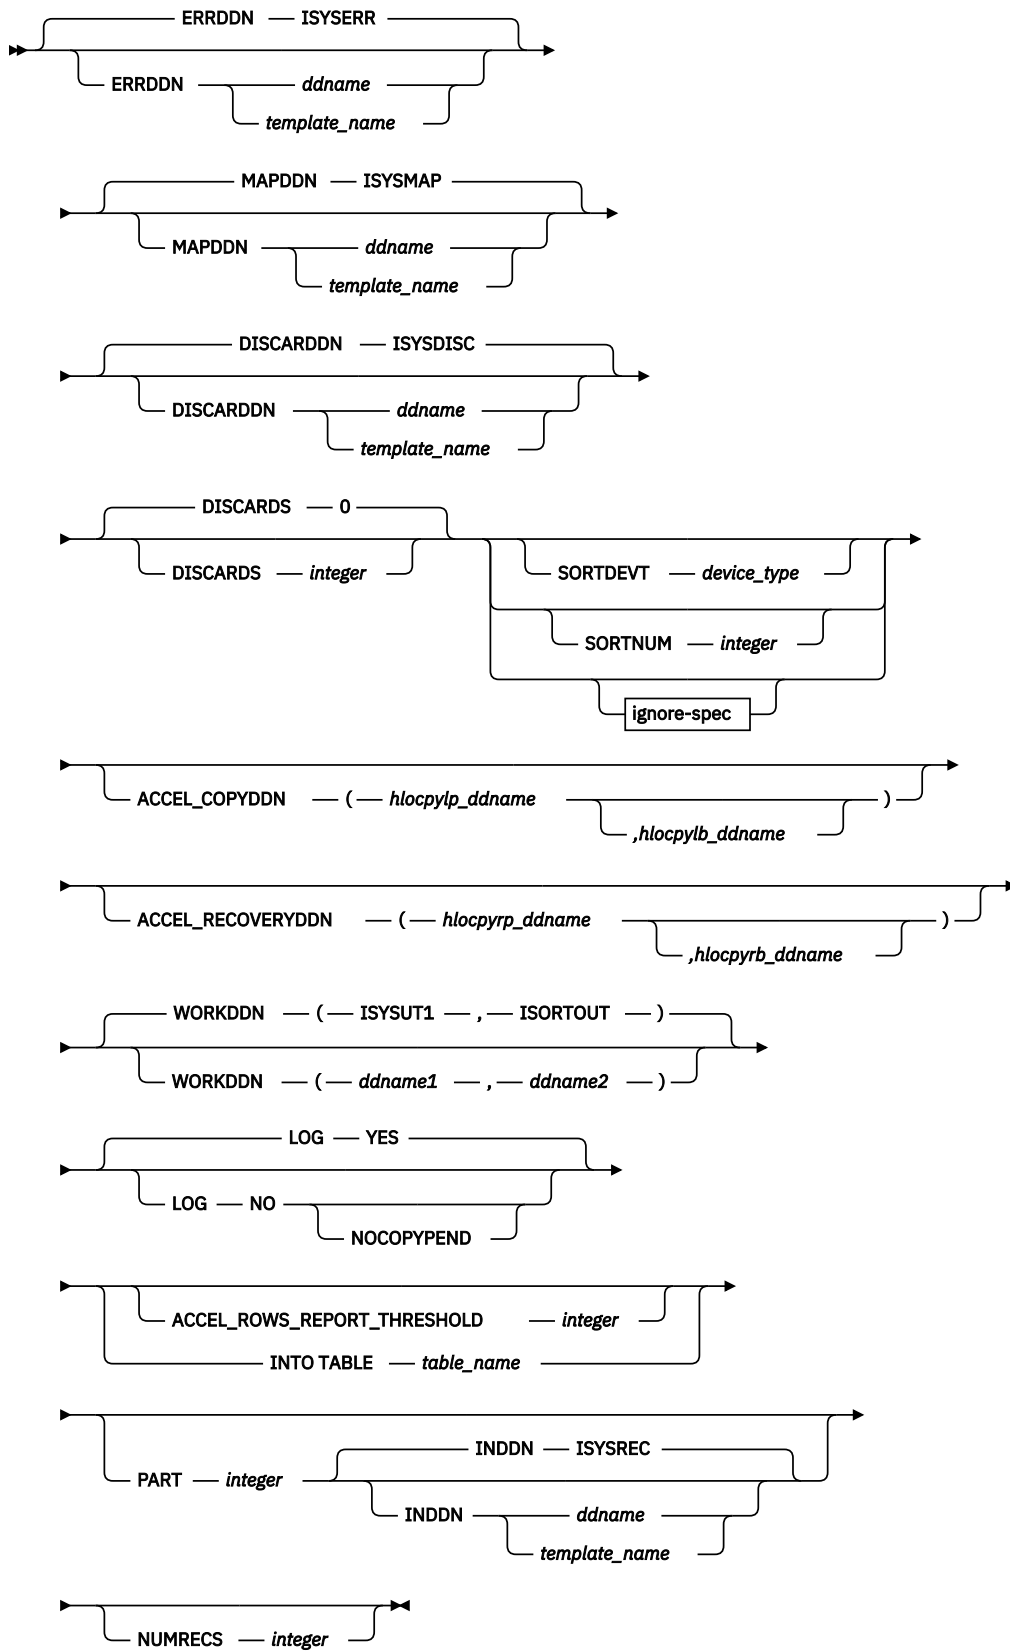 ERRDDN ISYSERR
ERRDDN ddname
template_name
MAPDDN ISYSMAP
MAPDDN ddname
template_name
DISCARDDN ISYSDISC
DISCARDDN ddname
template_name
DISCARDS 0
DISCARDS integer
SORTDEVT device_type
SORTNUM integer
ignore-spec
ACCEL_COPYDDN ( hlocpylp_ddname )
,hlocpylb_ddname
ACCEL_RECOVERYDDN ( hlocpyrp_ddname )
,hlocpyrb_ddname
WORKDDN ( ISYSUT1 , ISORTOUT )
WORKDDN ( ddname1 , ddname2 )
LOG YES
LOG NO
NOCOPYPEND
ACCEL_ROWS_REPORT_THRESHOLD integer
INTO TABLE table_name
INDDN ISYSREC
PART integer
INDDN ddname
template_name
NUMRECS integer